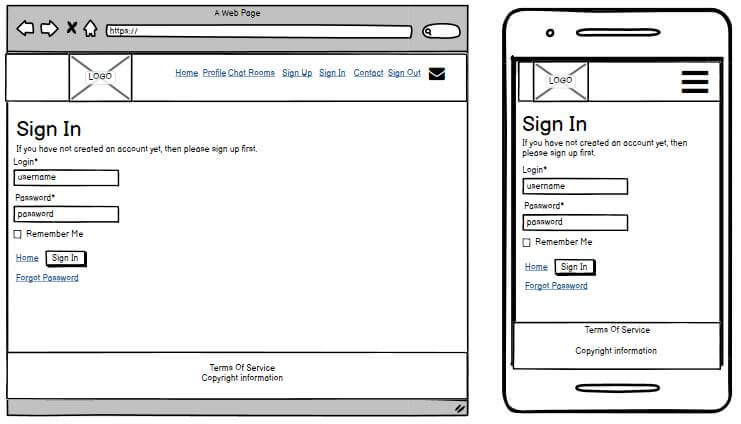 A Web Page
https://
LOGO
Home Profile Chat Rooms Sign Up Sign In Contact Sign Out
Sign In
If you have not created an account yet, then please sign up first.
Login*
username
Password*
password
Remember Me
Home Sign In
Forgot Password
Terms Of Service
Copyright information
LOGO
Sign In
If you have not created an account yet, then
please sign up first.
Login*
username
Password*
password
Remember Me
Home Sign In
Forgot Password
Terms Of Service
Copyright information